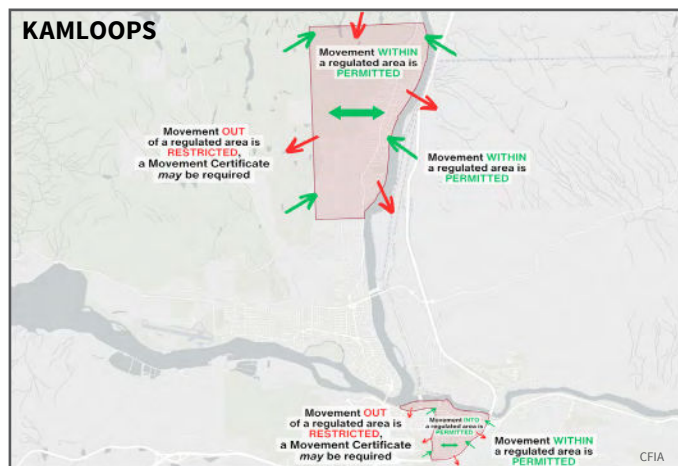 KAMLOOPS
Movement WITHIN
a regulated area is
PERMITTED
Movement OUT
of a regulated area is
RESTRICTED,
a Movement Certificate
may be required
Movement WITHIN
a regulated area is
PERMITTED
Movement OUT
of a regulated area is
RESTRICTED,
a Movement Certificate
may be required
Movement INTO
a regulated area is
PERMITTED
Movement WITHIN
a regulated area is
PERMITTED
CFIA